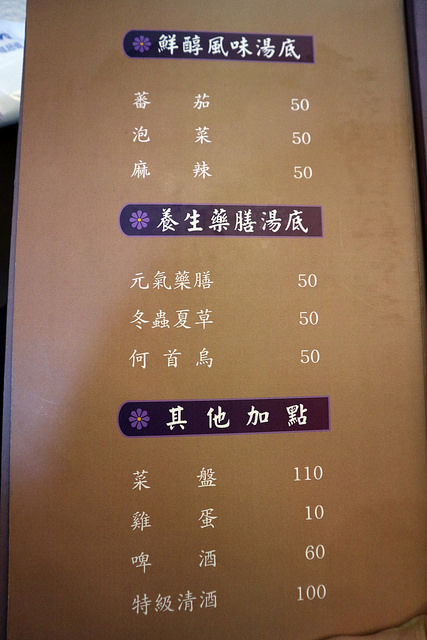 鮮醇風味湯底
蕃茄 50
泡菜 50
麻辣 50
養生藥膳湯底
元氣藥膳 50
冬蟲夏草 50
何首烏 50
其他加點
菜盤 110
雞蛋 10
啤酒 60
特級清酒 100